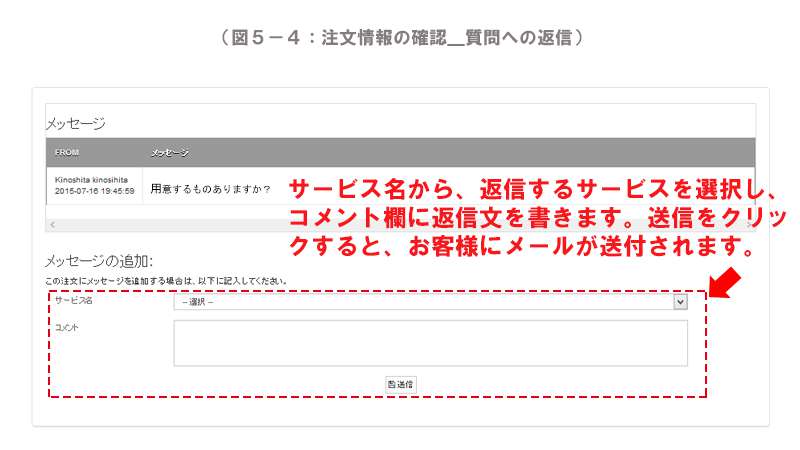 （図５－４：注文情報の確認＿質問への返信）
メッセージ
FROM メッセージ
Kinoshita kinosihita
2015-07-16 19:45:59
用意するものありますか？
サービス名から、返信するサービスを選択し、
コメント欄に返信文を書きます。送信をクリッ
クすると、お客様にメールが送付されます。
メッセージの追加:
この注文にメッセージを追加する場合は、以下に記入してください。
サービス名 -- 選択 --
コメント
送信